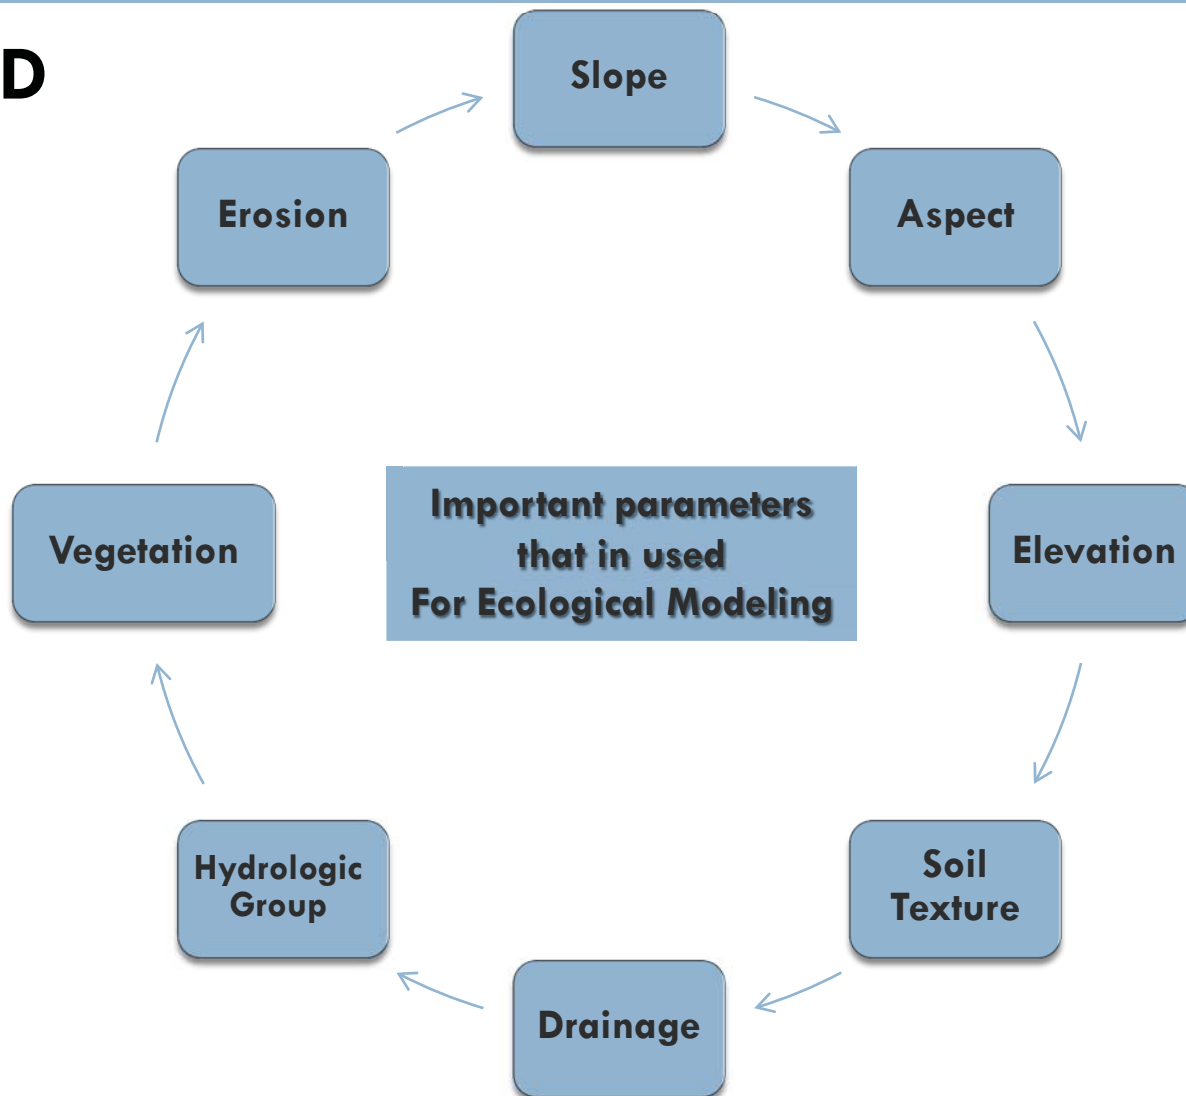 D
Slope
Aspect
Elevation
Soil
Texture
Drainage
Hydrologic
Group
Vegetation
Erosion
Important parameters
that in used
For Ecological Modeling